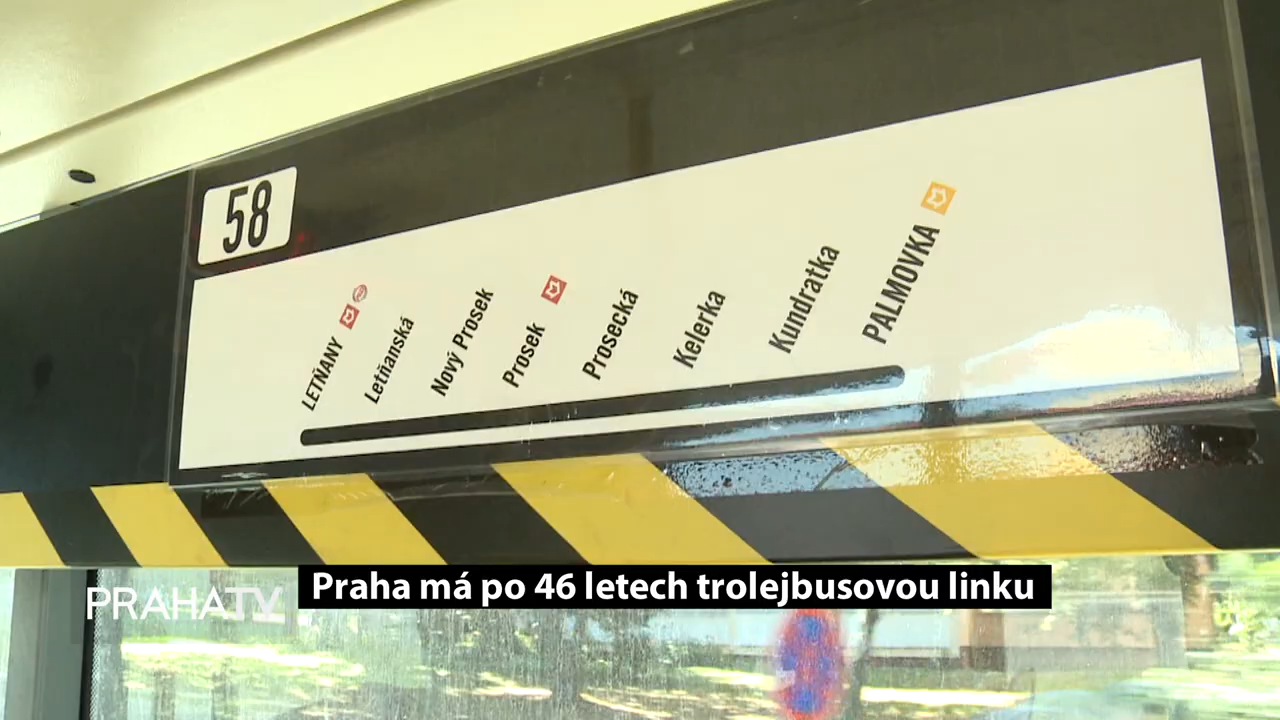 58
LETŇANY
Letňanská
Nový Prosek
Prosek
Prosecká
Kelerka
Kundratka
PALMOVKA
PRAHA TV
Praha má po 46 letech trolejbusovou linku